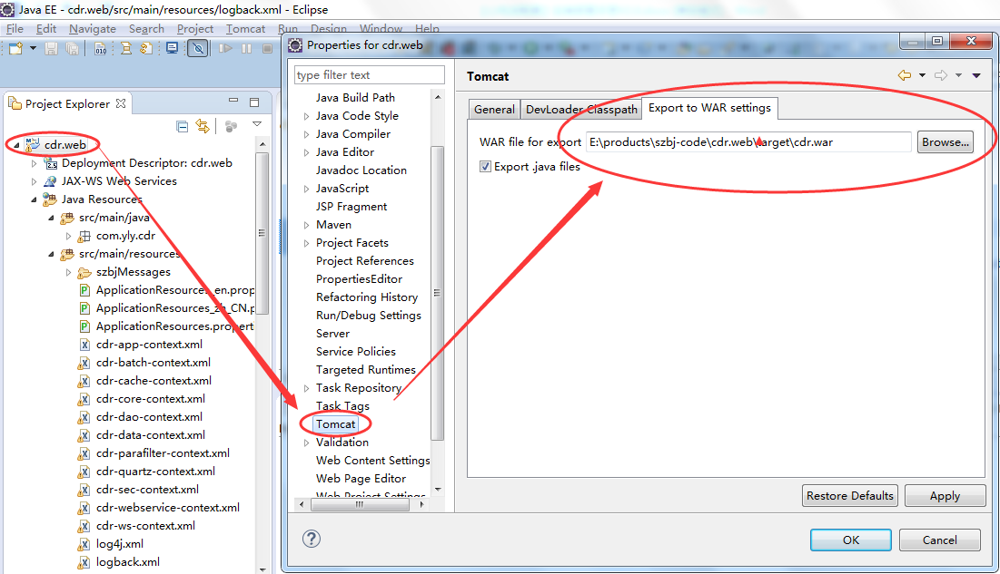 Java EE - cdr.web/src/main/resources/logback.xml - Eclipse
File Edit Navigate Search Project Tomcat Run Design Window Help
Project Explorer
cdr.web
Deployment Descriptor: cdr.web
JAX-WS Web Services
Java Resources
src/main/java
com.yly.cdr
src/main/resources
szbjMessages
ApplicationResources_en.prop
ApplicationResources_zh_CN.p
ApplicationResources.propert
cdr-app-context.xml
cdr-batch-context.xml
cdr-cache-context.xml
cdr-core-context.xml
cdr-dao-context.xml
cdr-data-context.xml
cdr-parafilter-context.xml
cdr-quartz-context.xml
cdr-sec-context.xml
cdr-webservice-context.xml
cdr-ws-context.xml
log4j.xml
logback.xml
Properties for cdr.web
type filter text
Java Build Path
Java Code Style
Java Compiler
Java Editor
Javadoc Location
JavaScript
JSP Fragment
Maven
Project Facets
Project References
PropertiesEditor
Refactoring History
Run/Debug Settings
Server
Service Policies
Targeted Runtimes
Task Repository
Task Tags
Tomcat
Validation
Web Content Settings
Web Page Editor
Web Project Settings
Tomcat
General DevLoader Classpath Export to WAR settings
WAR file for export E:\products\szbj-code\cdr.web\target\cdr.war Browse...
Export .java files
Restore Defaults Apply
OK Cancel